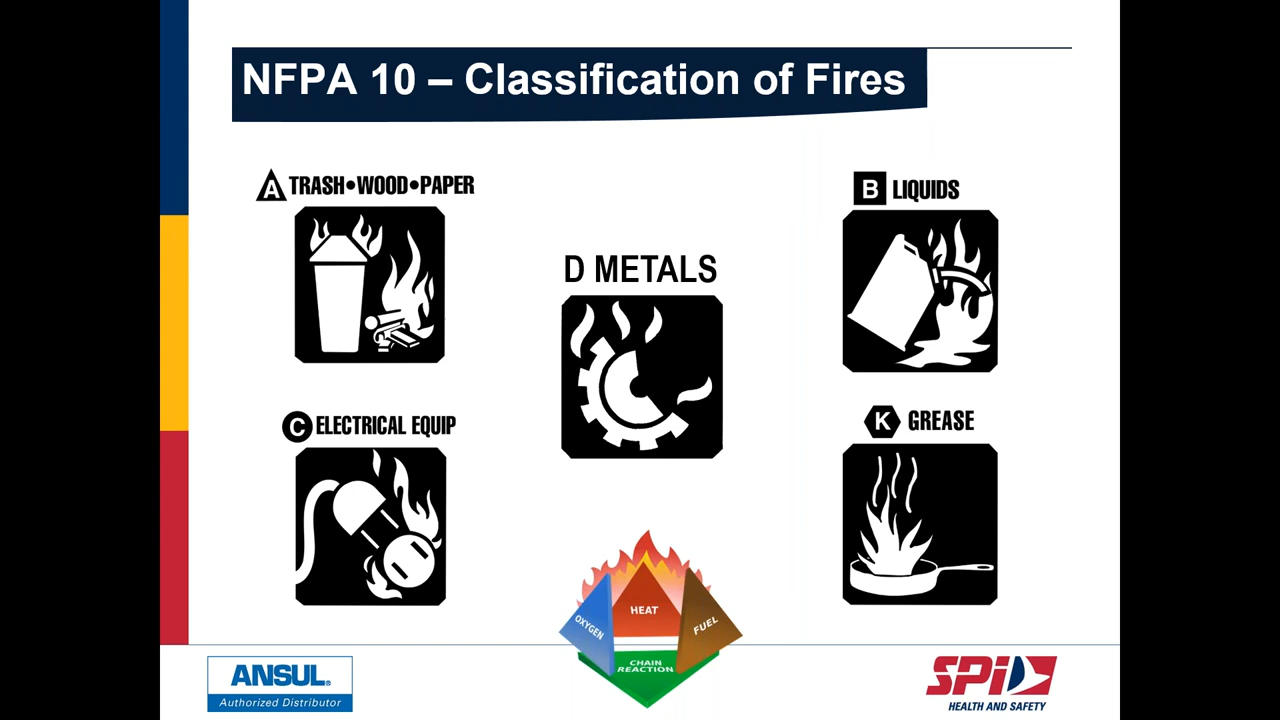 NFPA 10 – Classification of Fires
A TRASH•WOOD•PAPER
B LIQUIDS
D METALS
C ELECTRICAL EQUIP
K GREASE
HEAT
OXYGEN
FUEL
CHAIN
REACTION
ANSUL®
Authorized Distributor
SPi
HEALTH AND SAFETY